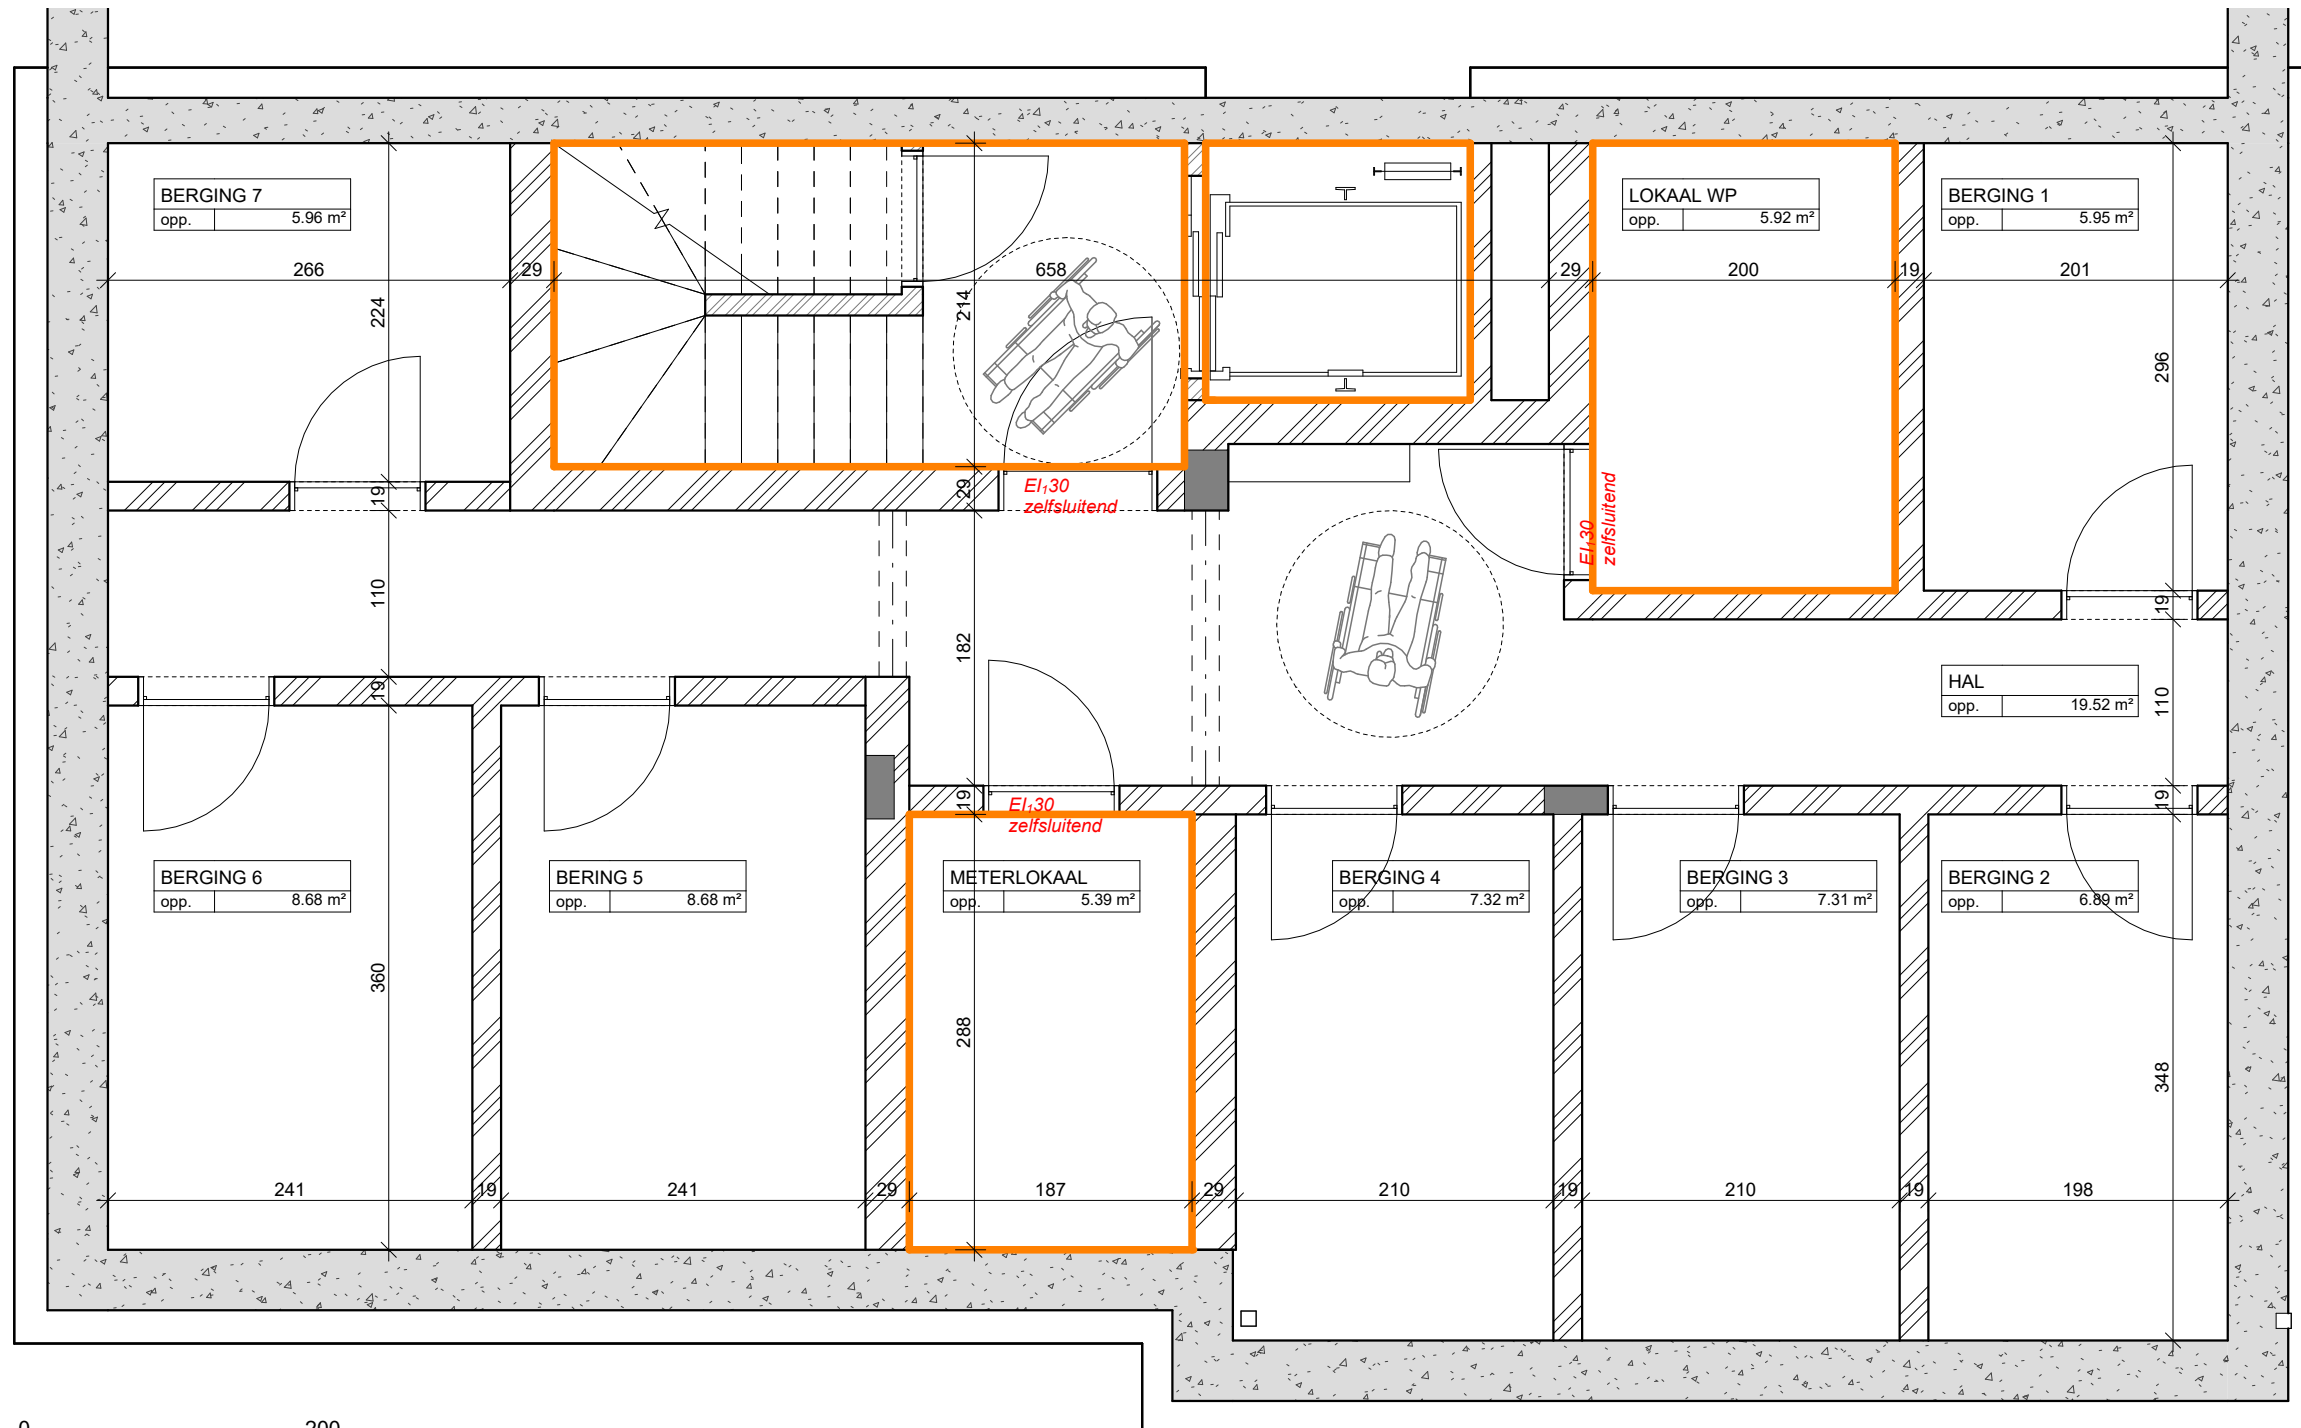 BERGING 7
opp. 5.96 m²
LOKAAL WP
opp. 5.92 m²
BERGING 1
opp. 5.95 m²
266
29
658
29
200
19
201
224
214
296
19
29
EI₁30
zelfsluitend
EI₁30
zelfsluitend
110
182
19
19
HAL
opp. 19.52 m²
110
19
19
EI₁30
zelfsluitend
BERGING 6
opp. 8.68 m²
BERING 5
opp. 8.68 m²
METERLOKAAL
opp. 5.39 m²
BERGING 4
opp. 7.32 m²
BERGING 3
opp. 7.31 m²
BERGING 2
opp. 6.89 m²
360
288
348
241
19
241
29
187
29
210
19
210
19
198
0
200